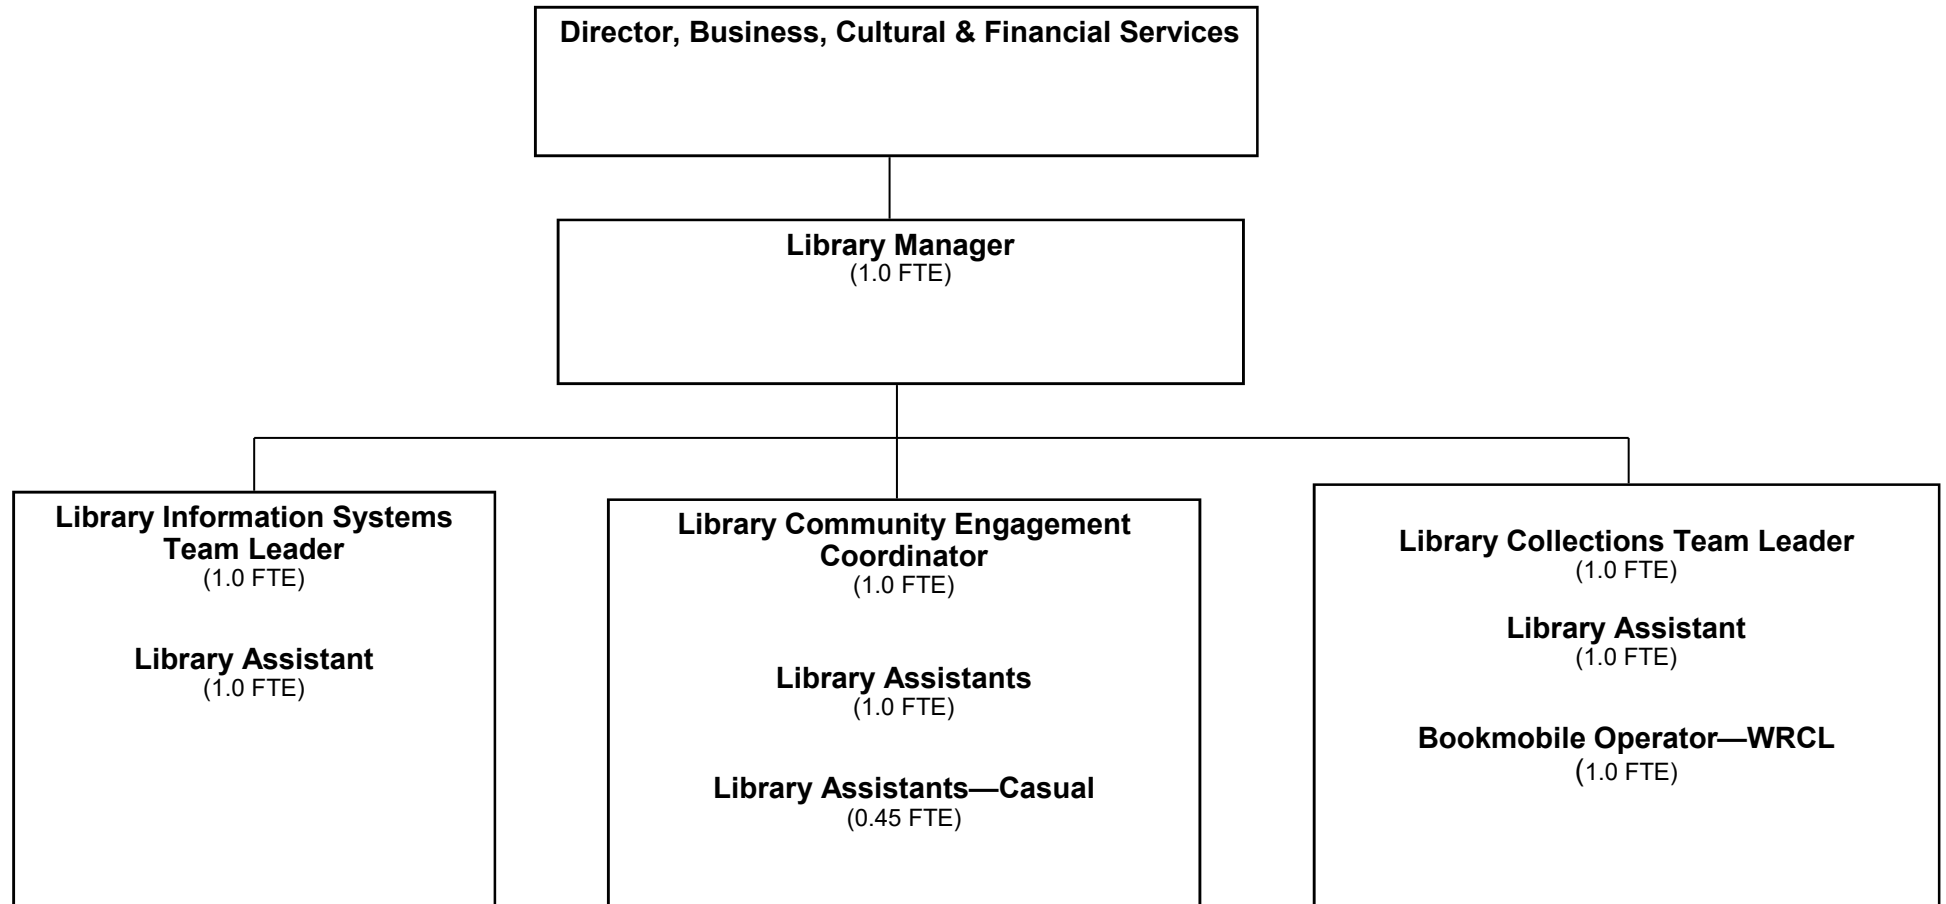 Director, Business, Cultural & Financial Services
Library Manager
(1.0 FTE)
Library Information Systems
Team Leader
(1.0 FTE)
Library Assistant
(1.0 FTE)
Library Community Engagement
Coordinator
(1.0 FTE)
Library Assistants
(1.0 FTE)
Library Assistants—Casual
(0.45 FTE)
Library Collections Team Leader
(1.0 FTE)
Library Assistant
(1.0 FTE)
Bookmobile Operator—WRCL
(1.0 FTE)